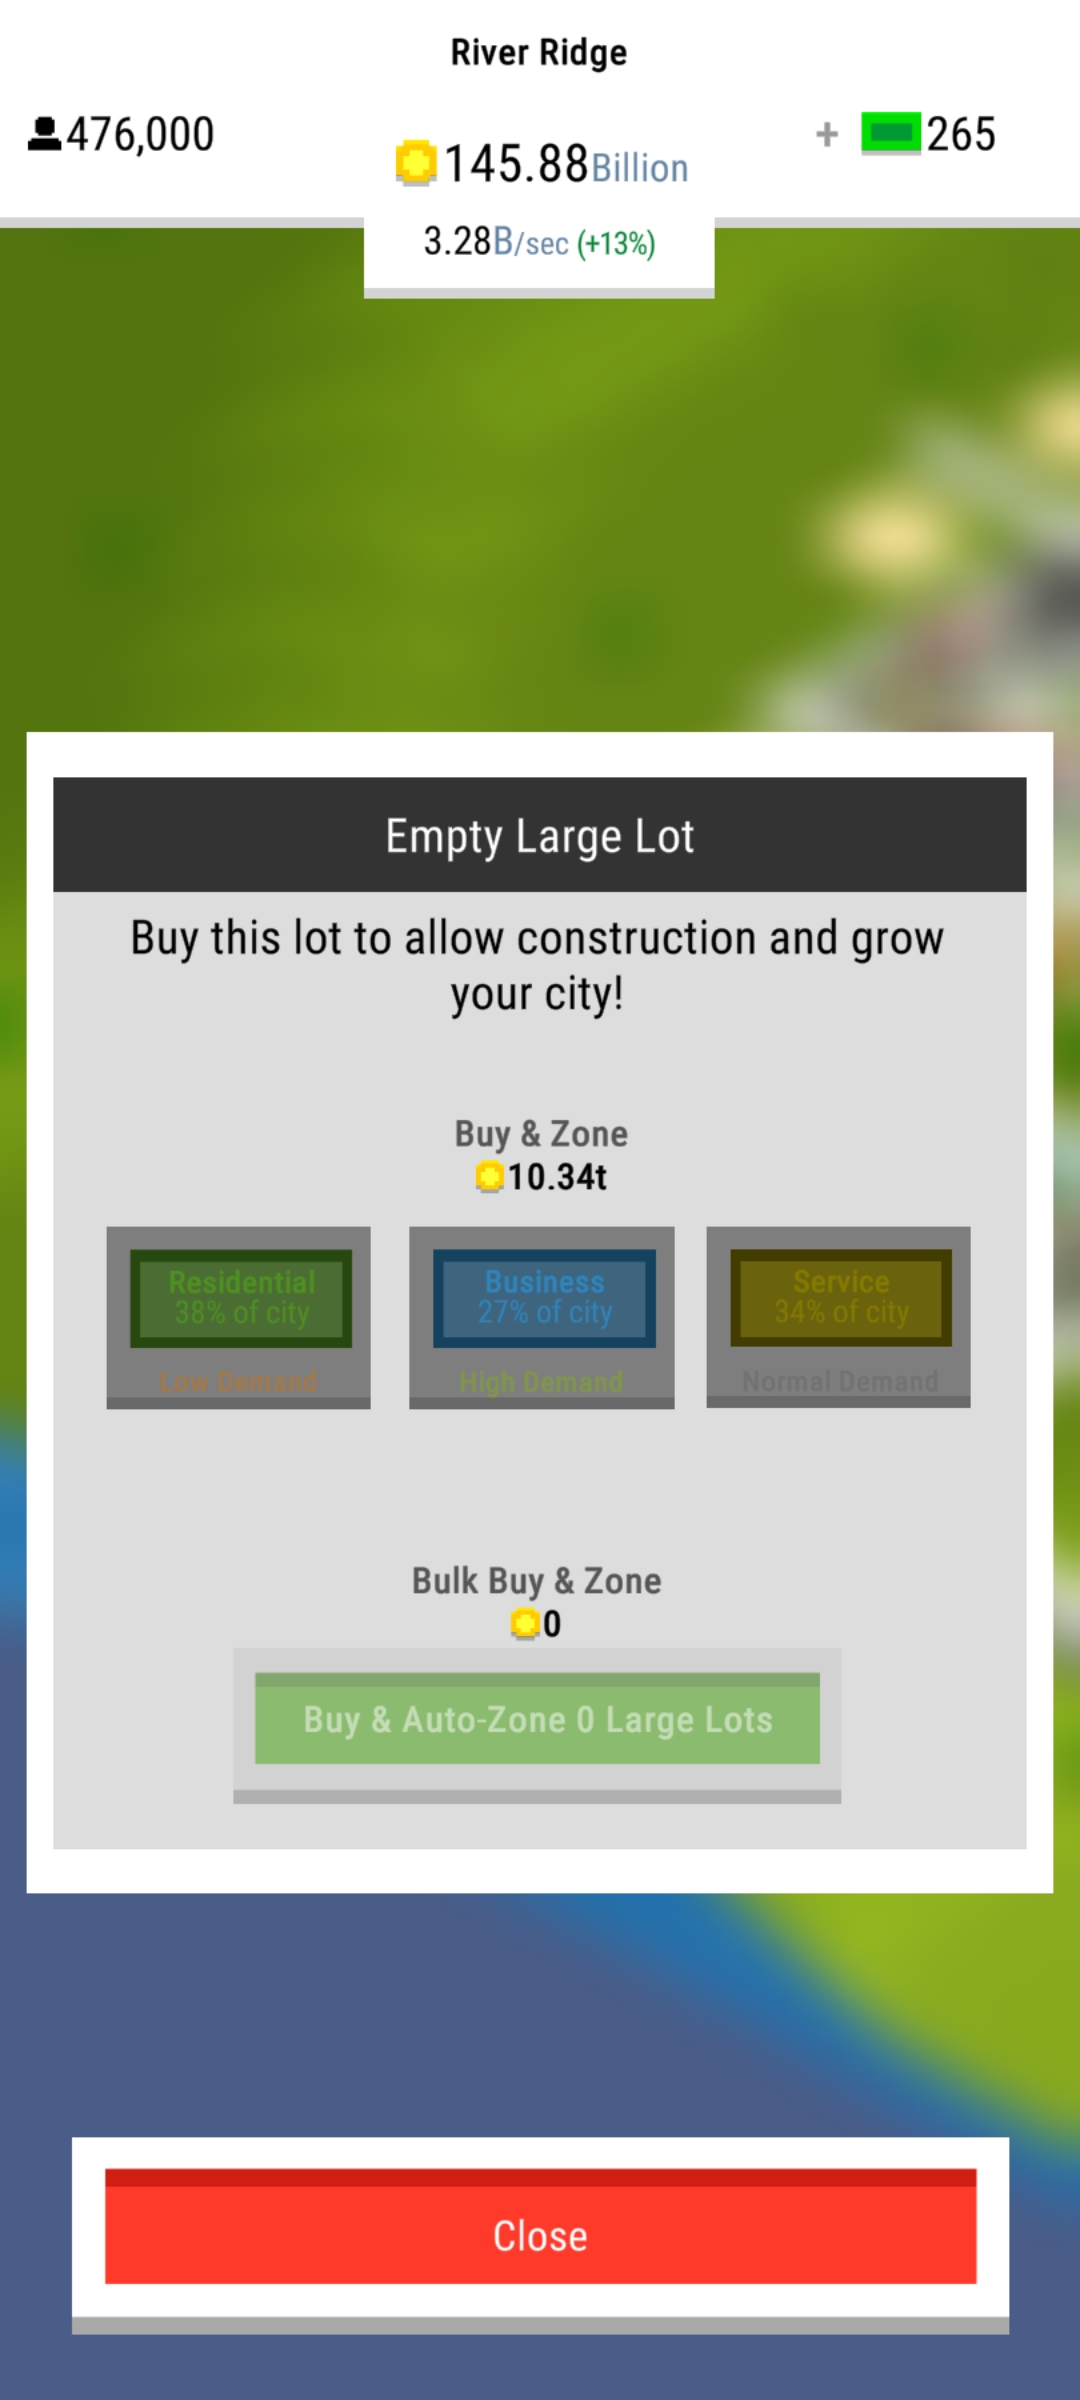 River Ridge
476,000
145.88Billion
+ 265
3.28B/sec (+13%)
Empty Large Lot
Buy this lot to allow construction and grow
your city!
Buy & Zone
10.34t
Residential
38% of city
Low Demand
Business
27% of city
High Demand
Service
34% of city
Normal Demand
Bulk Buy & Zone
0
Buy & Auto-Zone 0 Large Lots
Close